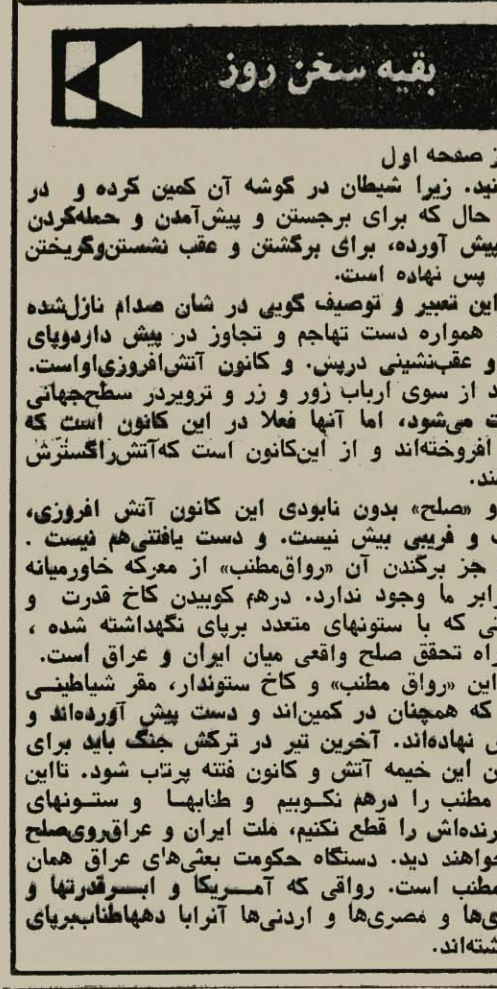 بقیه سخن روز
ز صفحه اول
نید. زیرا شیطان در گوشه آن کمین کرده و در
حال که برای برجستن و پیش‌آمدن و حمله‌کردن
پیش آورده، برای برگشتن و عقب نشستن‌وگریختن
پس نهاده است.
این تعبیر و توصیف گویی در شان صدام نازل‌شده
همواره دست تهاجم و تجاوز در پیش داردوپای
و عقب‌نشینی درپس. و کانون آتش‌افروزی‌اواست.
د از سوی ارباب زور و زر و ترویردر سطح‌جهانی
ت می‌شود، اما آنها فعلا در این کانون است که
افروخته‌اند و از این‌کانون است که‌آتش‌راگسترش
ند.
و «صلح» بدون نابودی این کانون آتش افروزی،
ب و فریبی بیش نیست. و دست یافتنی‌هم نیست .
جز برگندن آن «رواق‌مطنب» از معرکه خاورمیانه
رابر ما وجود ندارد. درهم کوبیدن کاخ قدرت و
تی که با ستونهای متعدد برپای نگهداشته شده ،
راه تحقق صلح واقعی میان ایران و عراق است.
این «رواق مطنب» و کاخ ستوندار، مقر شیاطینی
که همچنان در کمین‌اند و دست پیش آورده‌اند و
س نهاده‌اند. آخرین تیر در ترکش جنگ باید برای
ن این خیمه آتش و کانون فتنه پرتاب شود. تااین
مطنب را درهم نکوبیم و طنابها و ستونهای
رنده‌اش را قطع نکنیم، ملت ایران و عراق‌روی‌صلح
خواهند دید. دستگاه حکومت بعثی‌های عراق همان
مطنب است. رواقی که آمریکا و ابسرقدرتها و
ی‌ها و مصری‌ها و اردنی‌ها آنرابا دههاطناب‌برپای
شته‌اند.